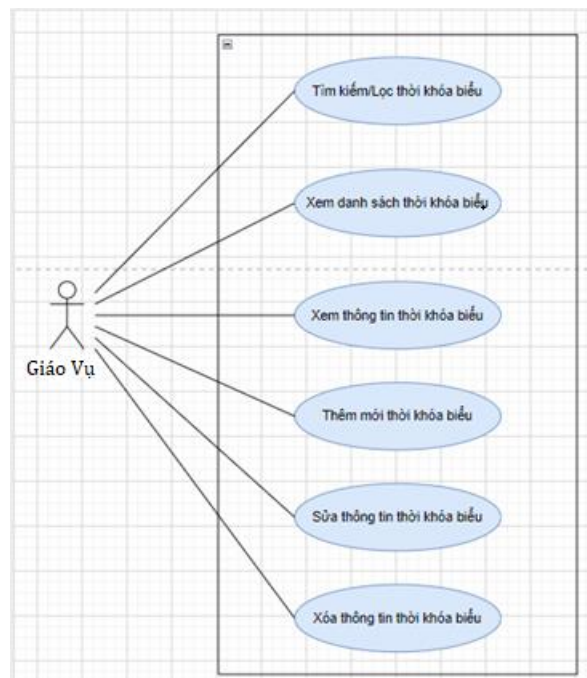 Tìm kiếm/Lọc thời khóa biểu
Xem danh sách thời khóa biểu
Xem thông tin thời khóa biểu
Giáo Vụ
Thêm mới thời khóa biểu
Sửa thông tin thời khóa biểu
Xóa thông tin thời khóa biểu